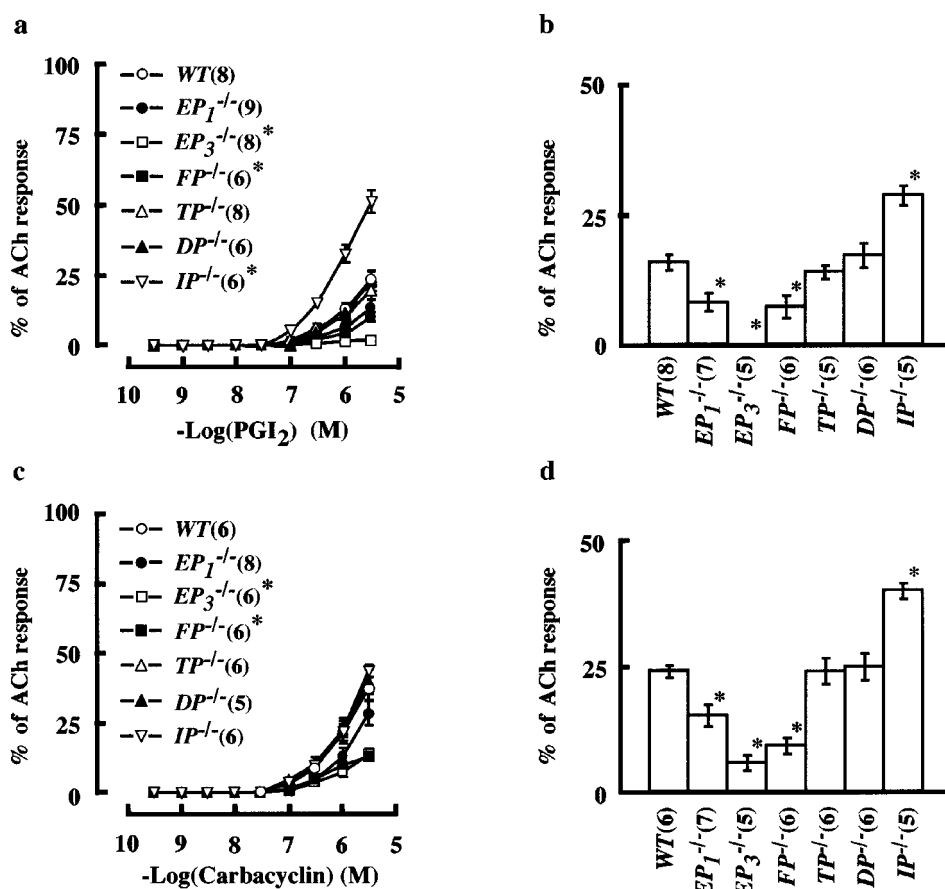 a
100
75
50
25
0
% of ACh response
WT(8)
EP1-/-(9)
EP3-/-(8)*
FP-/-(6)*
TP-/-(8)
DP-/-(6)
IP-/-(6)*
10 9 8 7 6 5
-Log(PGI2) (M)
b
50
25
0
% of ACh response
* * * *
WT(8)
EP1-/-(7)
EP3-/-(5)
FP-/-(6)
TP-/-(5)
DP-/-(6)
IP-/-(5)
c
100
75
50
25
0
% of ACh response
WT(6)
EP1-/-(8)
EP3-/-(6)*
FP-/-(6)*
TP-/-(6)
DP-/-(5)
IP-/-(6)
10 9 8 7 6 5
-Log(Carbacyclin) (M)
d
50
25
0
% of ACh response
* * * *
WT(6)
EP1-/-(7)
EP3-/-(5)
FP-/-(6)
TP-/-(6)
DP-/-(6)
IP-/-(5)